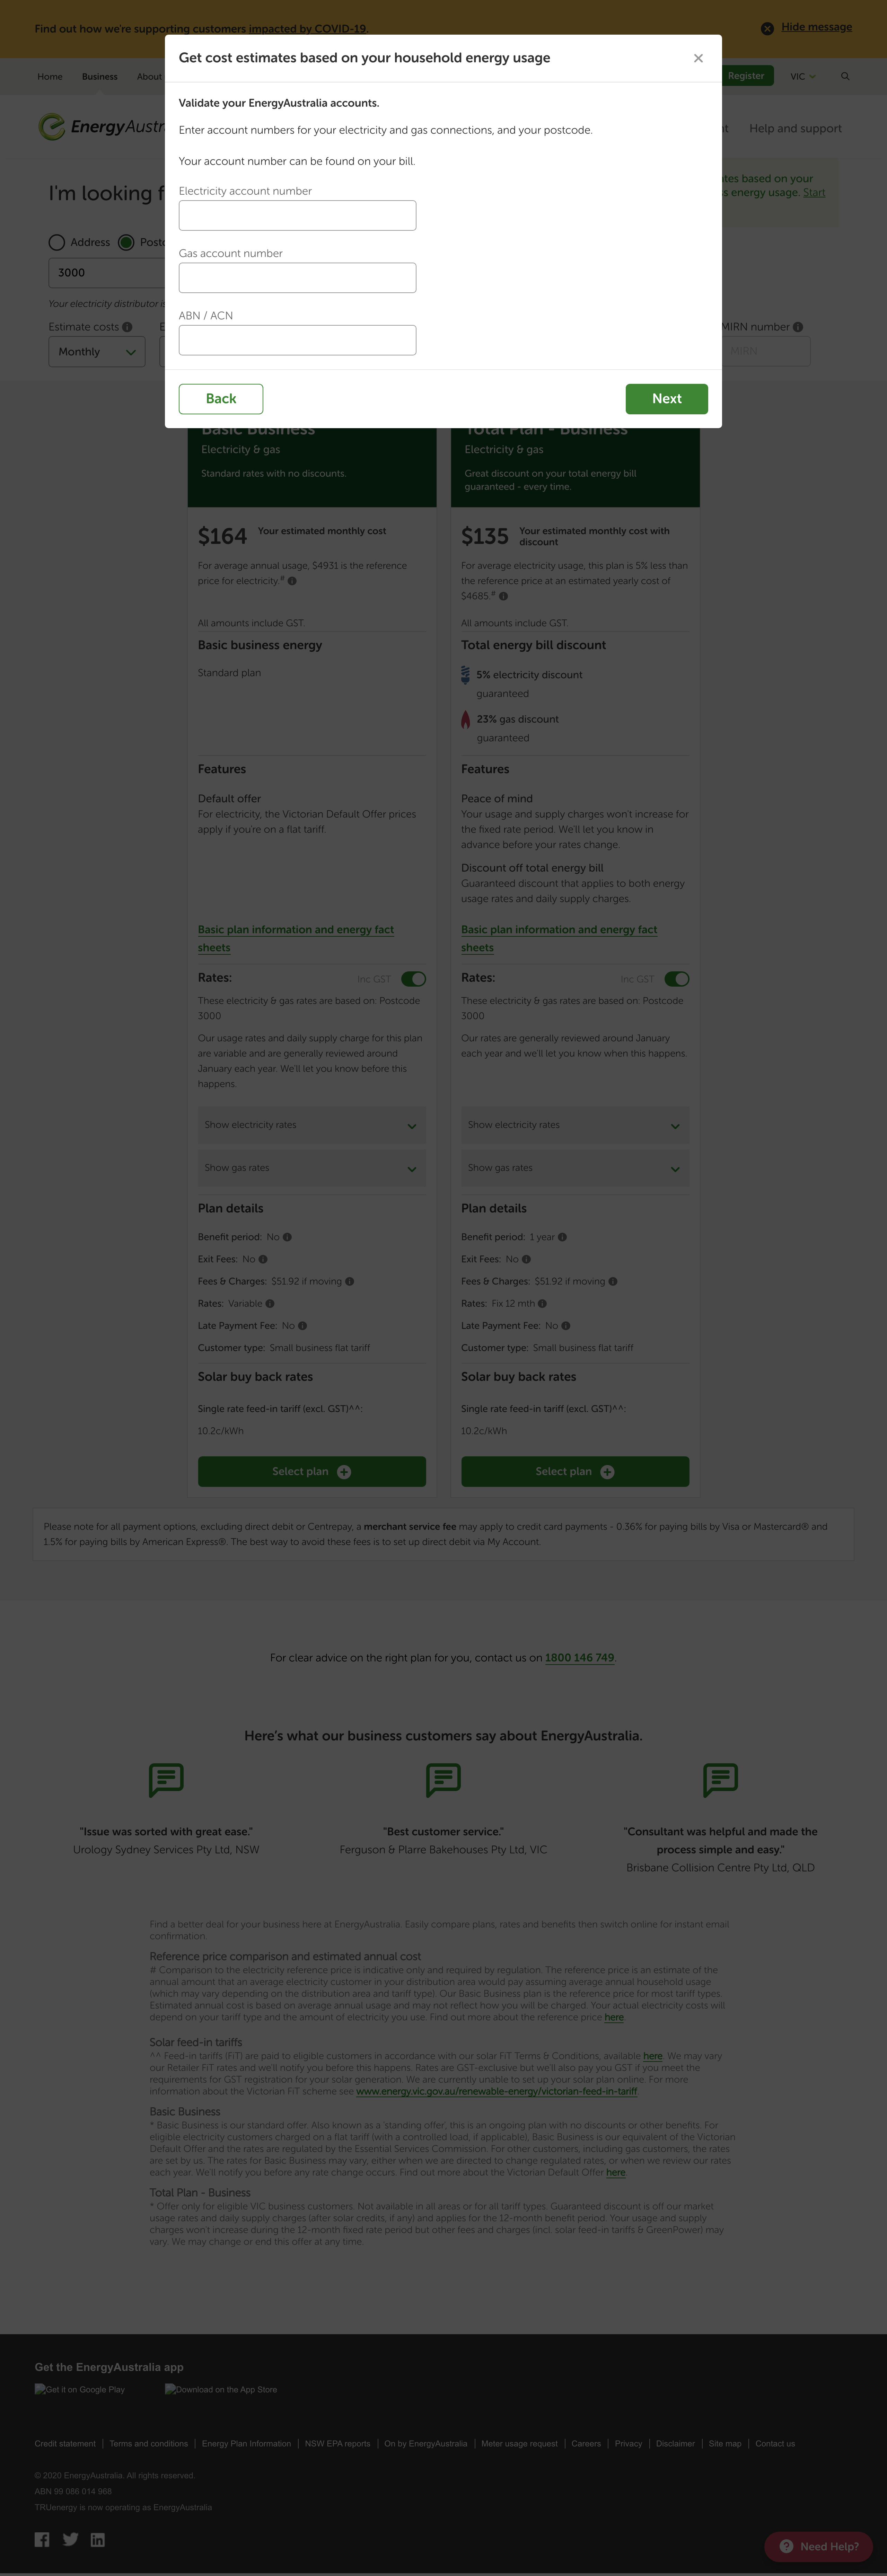 Find out how we're supporting customers impacted by COVID-19.
Hide message
Home Business About
Register VIC
EnergyAustr
Help and support
Get cost estimates based on your household energy usage
Validate your EnergyAustralia accounts.
Enter account numbers for your electricity and gas connections, and your postcode.
Your account number can be found on your bill.
Electricity account number
Gas account number
ABN / ACN
Back Next
I'm looking f
ates based on your
s energy usage. Start
Address Postc
3000
Your electricity distributor is
Estimate costs E
MIRN number
Monthly
MIRN
Basic Business
Electricity & gas
Standard rates with no discounts.
$164 Your estimated monthly cost
For average annual usage, $4931 is the reference
price for electricity.#
All amounts include GST.
Basic business energy
Standard plan
Features
Default offer
For electricity, the Victorian Default Offer prices
apply if you're on a flat tariff.
Basic plan information and energy fact
sheets
Rates: Inc GST
These electricity & gas rates are based on: Postcode
3000
Our usage rates and daily supply charge for this plan
are variable and are generally reviewed around
January each year. We'll let you know before this
happens.
Show electricity rates
Show gas rates
Plan details
Benefit period: No
Exit Fees: No
Fees & Charges: $51.92 if moving
Rates: Variable
Late Payment Fee: No
Customer type: Small business flat tariff
Solar buy back rates
Single rate feed-in tariff (excl. GST)^^:
10.2c/kWh
Select plan
Total Plan - Business
Electricity & gas
Great discount on your total energy bill
guaranteed - every time.
$135 Your estimated monthly cost with
discount
For average electricity usage, this plan is 5% less than
the reference price at an estimated yearly cost of
$4685.#
All amounts include GST.
Total energy bill discount
5% electricity discount
guaranteed
23% gas discount
guaranteed
Features
Peace of mind
Your usage and supply charges won't increase for
the fixed rate period. We'll let you know in
advance before your rates change.
Discount off total energy bill
Guaranteed discount that applies to both energy
usage rates and daily supply charges.
Basic plan information and energy fact
sheets
Rates: Inc GST
These electricity & gas rates are based on: Postcode
3000
Our rates are generally reviewed around January
each year and we'll let you know when this happens.
Show electricity rates
Show gas rates
Plan details
Benefit period: 1 year
Exit Fees: No
Fees & Charges: $51.92 if moving
Rates: Fix 12 mth
Late Payment Fee: No
Customer type: Small business flat tariff
Solar buy back rates
Single rate feed-in tariff (excl. GST)^^:
10.2c/kWh
Select plan
Please note for all payment options, excluding direct debit or Centrepay, a merchant service fee may apply to credit card payments - 0.36% for paying bills by Visa or Mastercard® and
1.5% for paying bills by American Express®. The best way to avoid these fees is to set up direct debit via My Account.
For clear advice on the right plan for you, contact us on 1800 146 749.
Here's what our business customers say about EnergyAustralia.
"Issue was sorted with great ease."
Urology Sydney Services Pty Ltd, NSW
"Best customer service."
Ferguson & Plarre Bakehouses Pty Ltd, VIC
"Consultant was helpful and made the
process simple and easy."
Brisbane Collision Centre Pty Ltd, QLD
Find a better deal for your business here at EnergyAustralia. Easily compare plans, rates and benefits then switch online for instant email
confirmation.
Reference price comparison and estimated annual cost
# Comparison to the electricity reference price is indicative only and required by regulation. The reference price is an estimate of the
annual amount that an average electricity customer in your distribution area would pay assuming average annual household usage
(which may vary depending on the distribution area and tariff type). Our Basic Business plan is the reference price for most tariff types.
Estimated annual cost is based on average annual usage and may not reflect how you will be charged. Your actual electricity costs will
depend on your tariff type and the amount of electricity you use. Find out more about the reference price here.
Solar feed-in tariffs
^^ Feed-in tariffs (FiT) are paid to eligible customers in accordance with our solar FiT Terms & Conditions, available here. We may vary
our Retailer FiT rates and we'll notify you before this happens. Rates are GST-exclusive but we'll also pay you GST if you meet the
requirements for GST registration for your solar generation. We are currently unable to set up your solar plan online. For more
information about the Victorian FiT scheme see www.energy.vic.gov.au/renewable-energy/victorian-feed-in-tariff
Basic Business
* Basic Business is our standard offer. Also known as a 'standing offer', this is an ongoing plan with no discounts or other benefits. For
eligible electricity customers charged on a flat tariff (with a controlled load, if applicable), Basic Business is our equivalent of the Victorian
Default Offer and the rates are regulated by the Essential Services Commission. For other customers, including gas customers, the rates
are set by us. The rates for Basic Business may vary, either when we are directed to change regulated rates, or when we review our rates
each year. We'll notify you before any rate change occurs. Find out more about the Victorian Default Offer here.
Total Plan - Business
* Offer only for eligible VIC business customers. Not available in all areas or for all tariff types. Guaranteed discount is off our market
usage rates and daily supply charges (after solar credits, if any) and applies for the 12-month benefit period. Your usage and supply
charges won't increase during the 12-month fixed rate period but other fees and charges (incl. solar feed-in tariffs & GreenPower) may
vary. We may change or end this offer at any time.
Get the EnergyAustralia app
Get it on Google Play Download on the App Store
Credit statement | Terms and conditions | Energy Plan Information | NSW EPA reports | On by EnergyAustralia | Meter usage request | Careers | Privacy | Disclaimer | Site map | Contact us
© 2020 EnergyAustralia. All rights reserved.
ABN 99 086 014 968
TRUenergy is now operating as EnergyAustralia
Need Help?